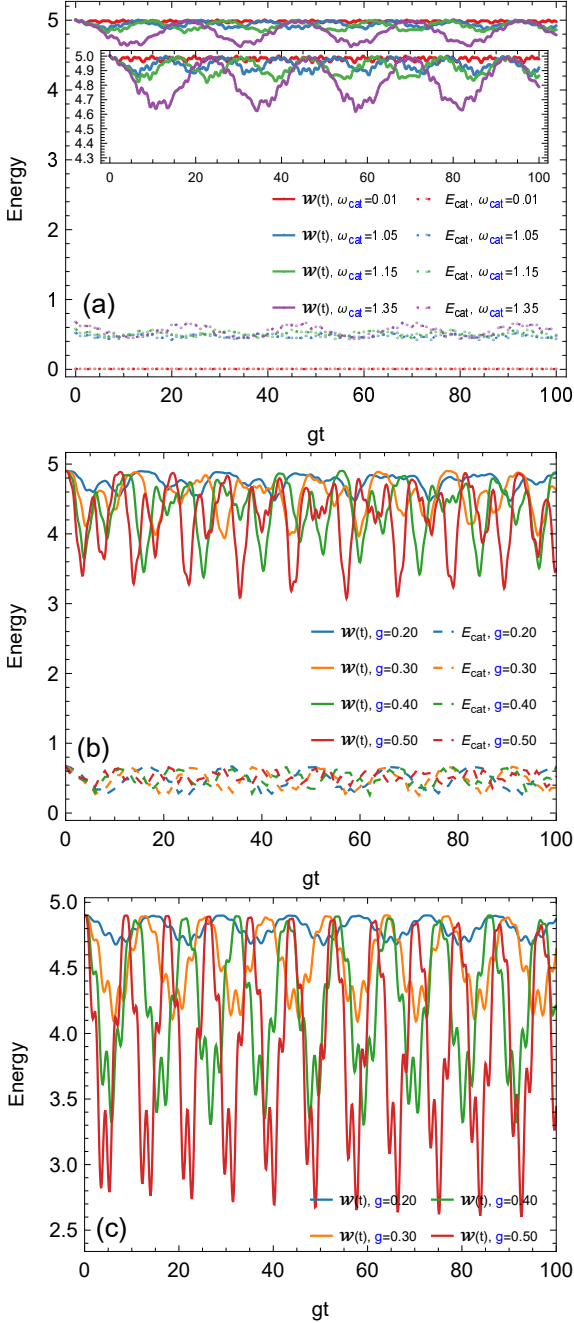 5
4
3
2
1
0
Energy
5.0
4.9
4.8
4.7
4.6
4.5
4.4
4.3
0 20 40 60 80 100
𝒲(t), ω_cat=0.01 E_cat, ω_cat=0.01
𝒲(t), ω_cat=1.05 E_cat, ω_cat=1.05
𝒲(t), ω_cat=1.15 E_cat, ω_cat=1.15
𝒲(t), ω_cat=1.35 E_cat, ω_cat=1.35
(a)
0 20 40 60 80 100
gt
5
4
3
2
1
0
Energy
𝒲(t), g=0.20 E_cat, g=0.20
𝒲(t), g=0.30 E_cat, g=0.30
𝒲(t), g=0.40 E_cat, g=0.40
𝒲(t), g=0.50 E_cat, g=0.50
(b)
0 20 40 60 80 100
gt
5.0
4.5
4.0
3.5
3.0
2.5
Energy
𝒲(t), g=0.20 𝒲(t), g=0.40
𝒲(t), g=0.30 𝒲(t), g=0.50
(c)
0 20 40 60 80 100
gt